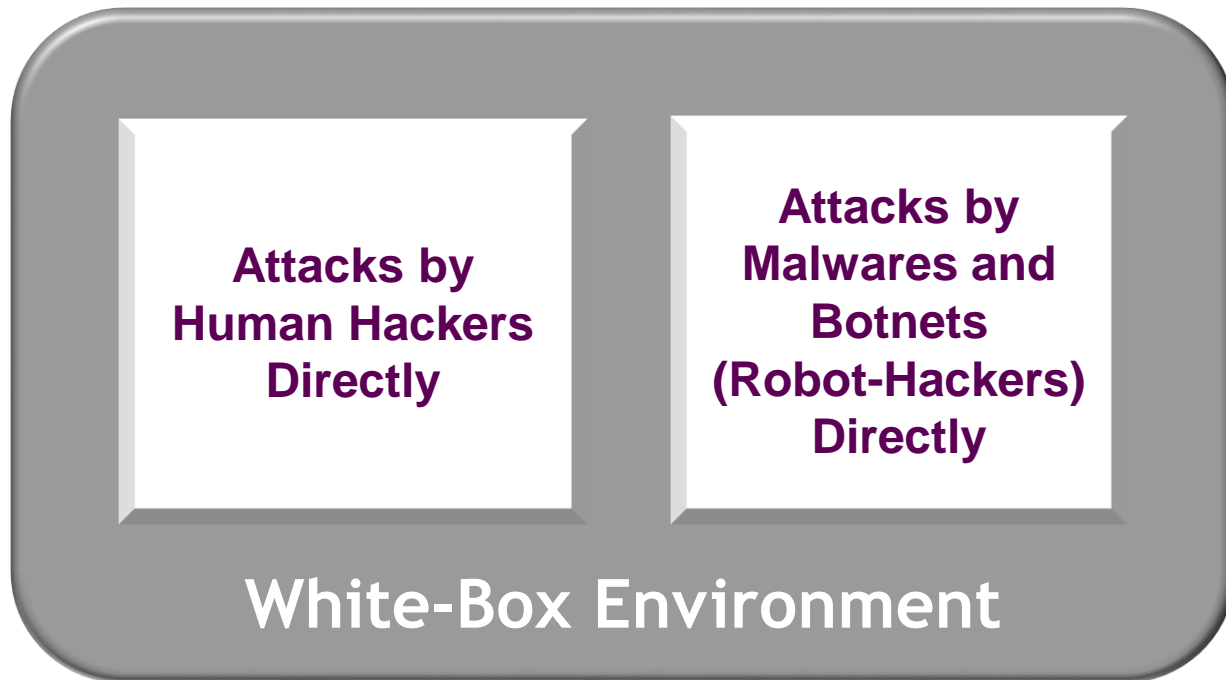 Attacks by
Human Hackers
Directly
Attacks by
Malwares and
Botnets
(Robot-Hackers)
Directly
White-Box Environment